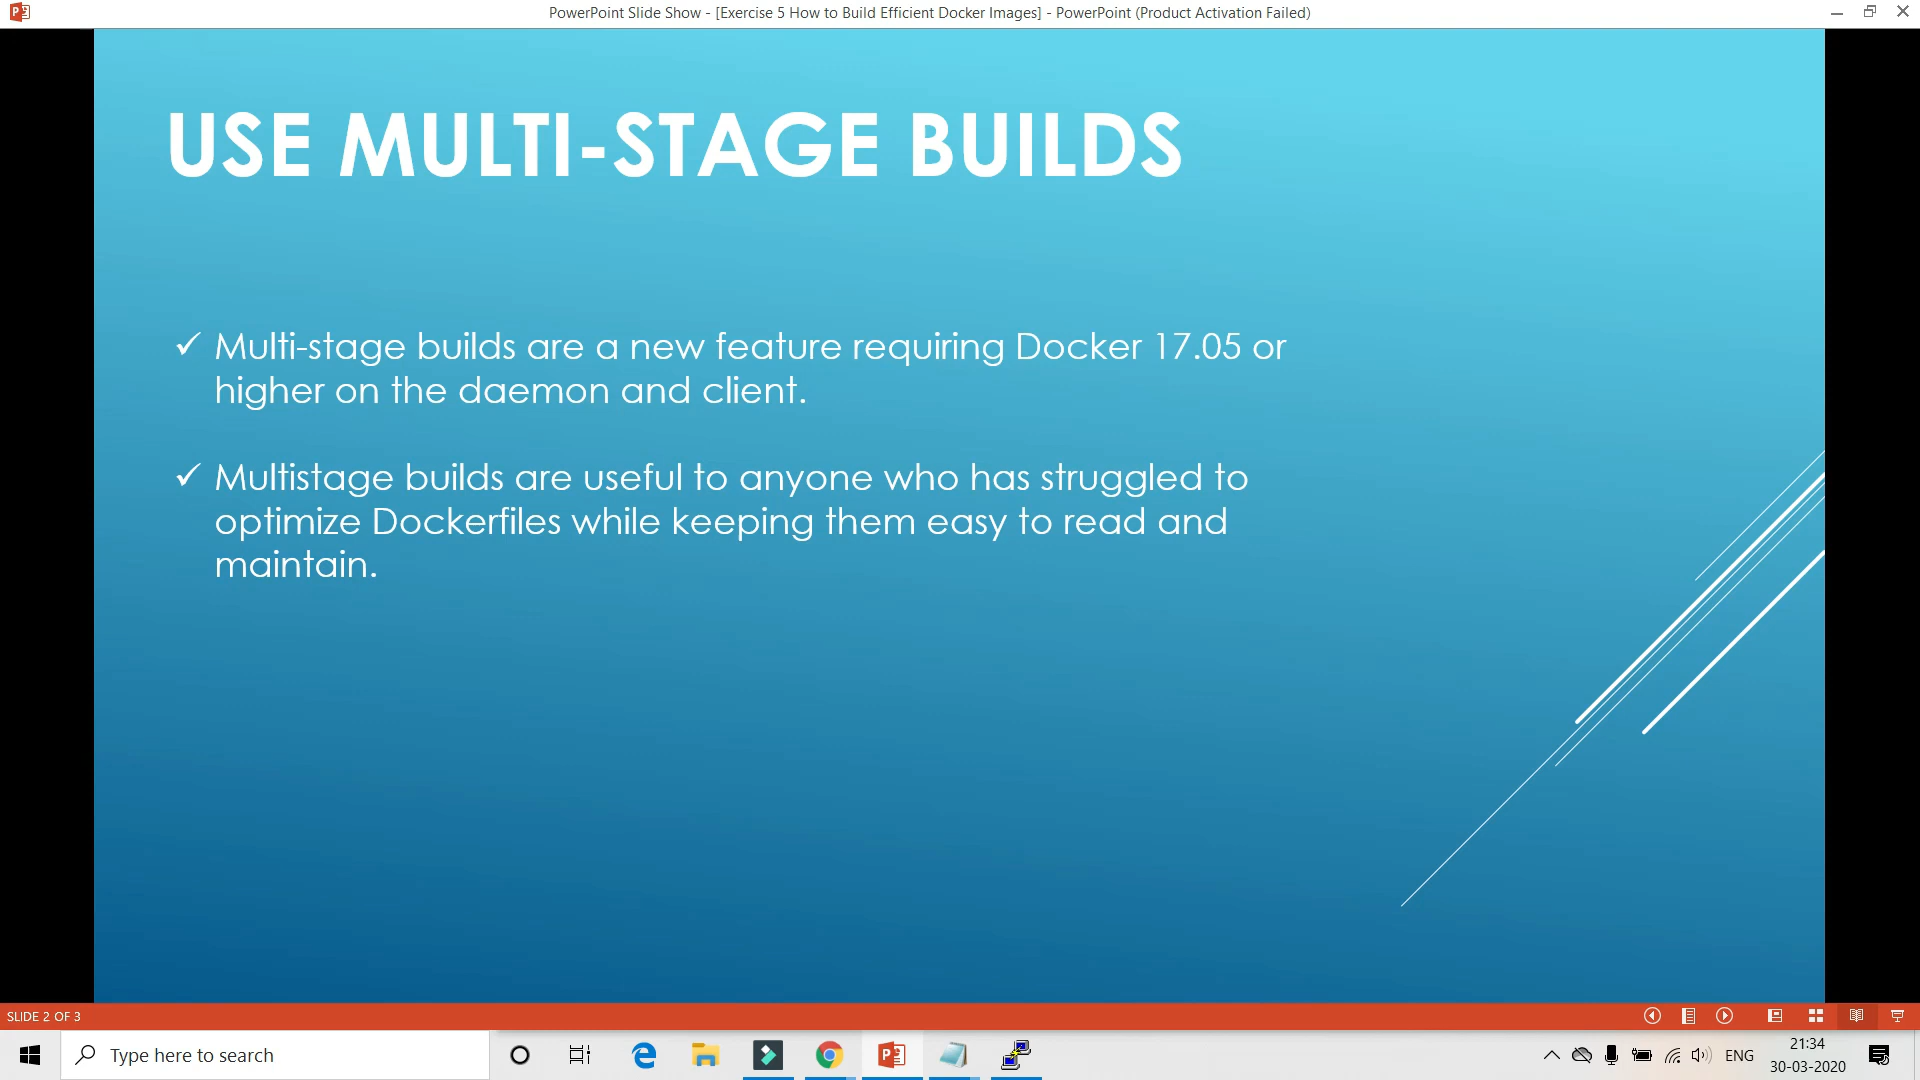 PowerPoint Slide Show - [Exercise 5 How to Build Efficient Docker Images] - PowerPoint (Product Activation Failed)
USE MULTI-STAGE BUILDS
✓ Multi-stage builds are a new feature requiring Docker 17.05 or
higher on the daemon and client.
✓ Multistage builds are useful to anyone who has struggled to
optimize Dockerfiles while keeping them easy to read and
maintain.
SLIDE 2 OF 3
Type here to search
ENG
21:34
30-03-2020